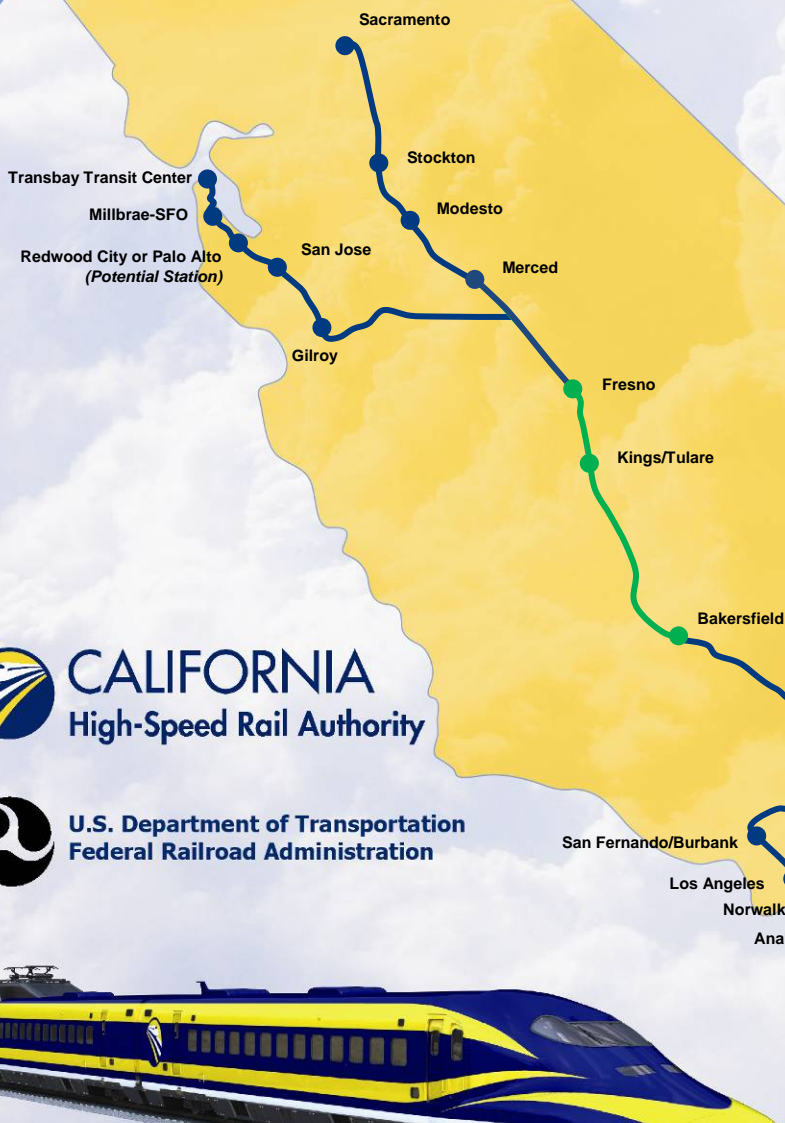 Sacramento
Stockton
Transbay Transit Center
Modesto
Millbrae-SFO
Redwood City or Palo Alto
(Potential Station)
San Jose
Merced
Gilroy
Fresno
Kings/Tulare
Bakersfield
CALIFORNIA
High-Speed Rail Authority
U.S. Department of Transportation
Federal Railroad Administration
San Fernando/Burbank
Los Angeles
Norwalk
Ana